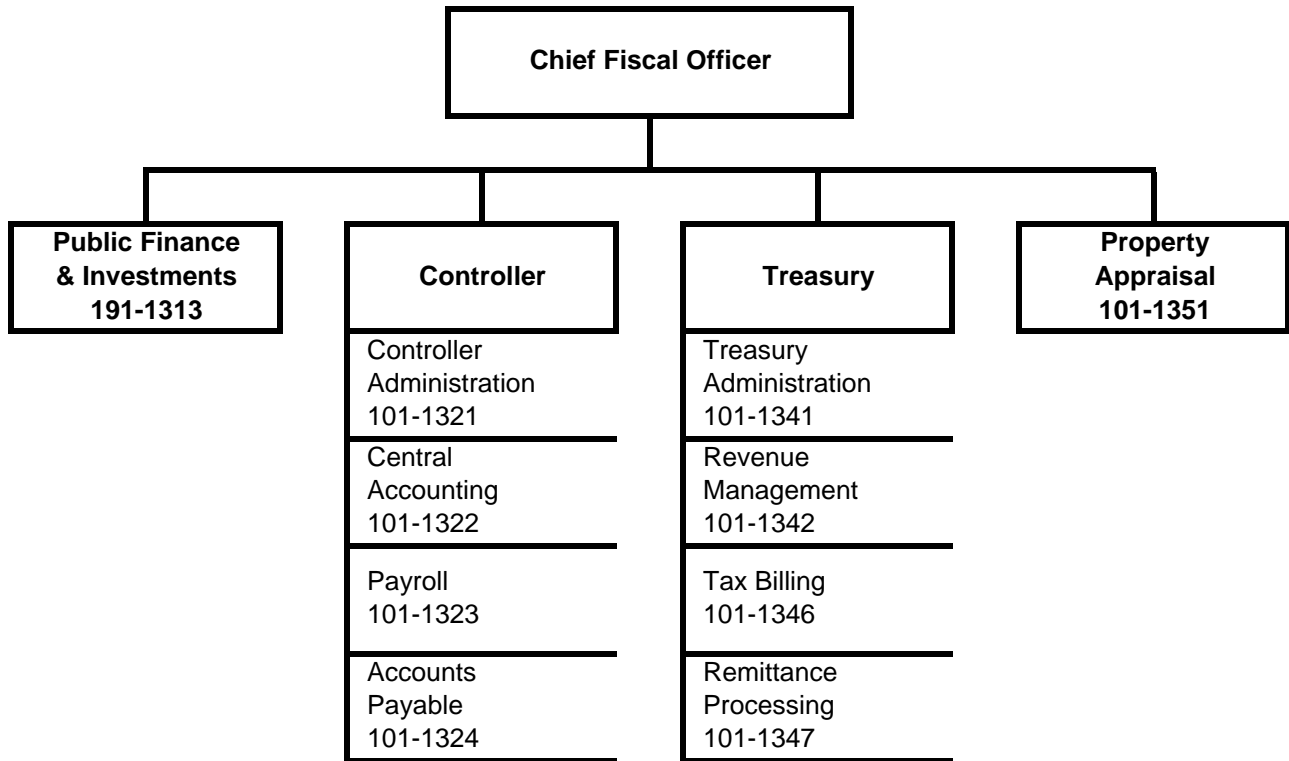 Chief Fiscal Officer
Public Finance
& Investments
191-1313
Controller
Treasury
Property
Appraisal
101-1351
Controller
Administration
101-1321
Central
Accounting
101-1322
Payroll
101-1323
Accounts
Payable
101-1324
Treasury
Administration
101-1341
Revenue
Management
101-1342
Tax Billing
101-1346
Remittance
Processing
101-1347